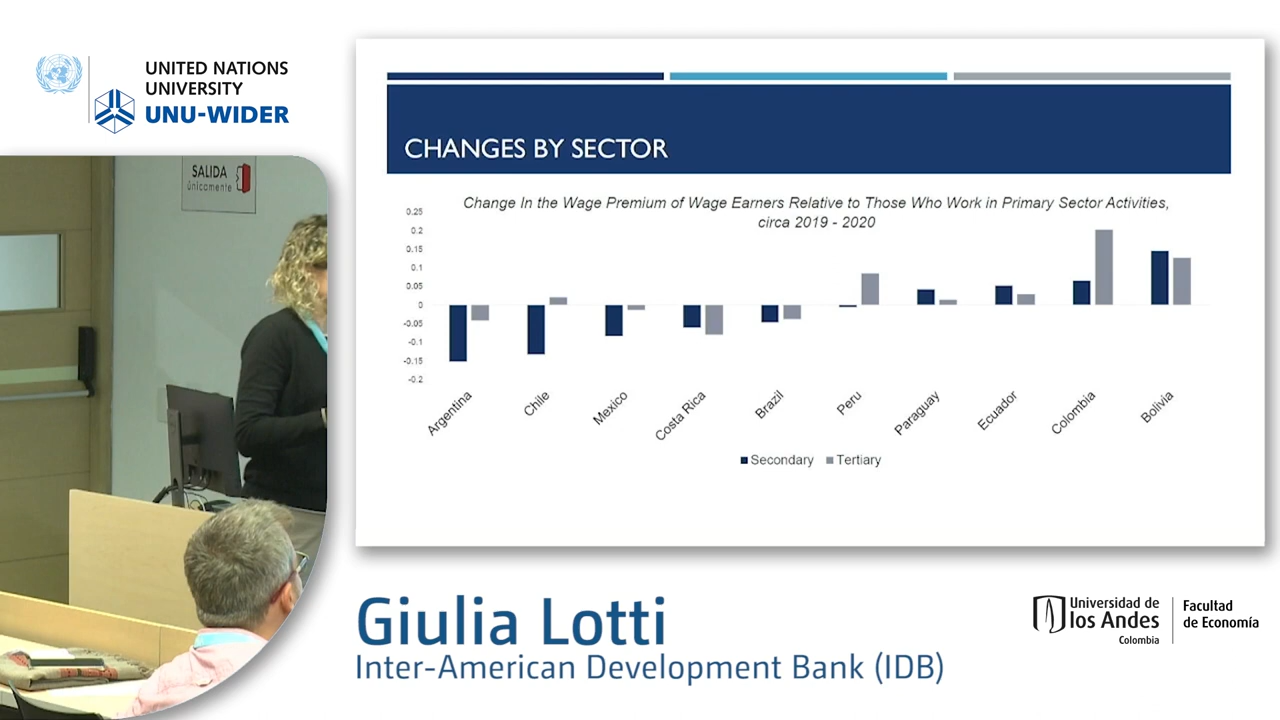 UNITED NATIONS
UNIVERSITY
UNU-WIDER
SALIDA
únicamente
CHANGES BY SECTOR
Change In the Wage Premium of Wage Earners Relative to Those Who Work in Primary Sector Activities,
circa 2019 - 2020
0.25
0.2
0.15
0.1
0.05
0
-0.05
-0.1
-0.15
-0.2
Argentina
Chile
Mexico
Costa Rica
Brazil
Peru
Paraguay
Ecuador
Colombia
Bolivia
Secondary
Tertiary
Giulia Lotti
Inter-American Development Bank (IDB)
Universidad de
los Andes
Colombia
Facultad
de Economía